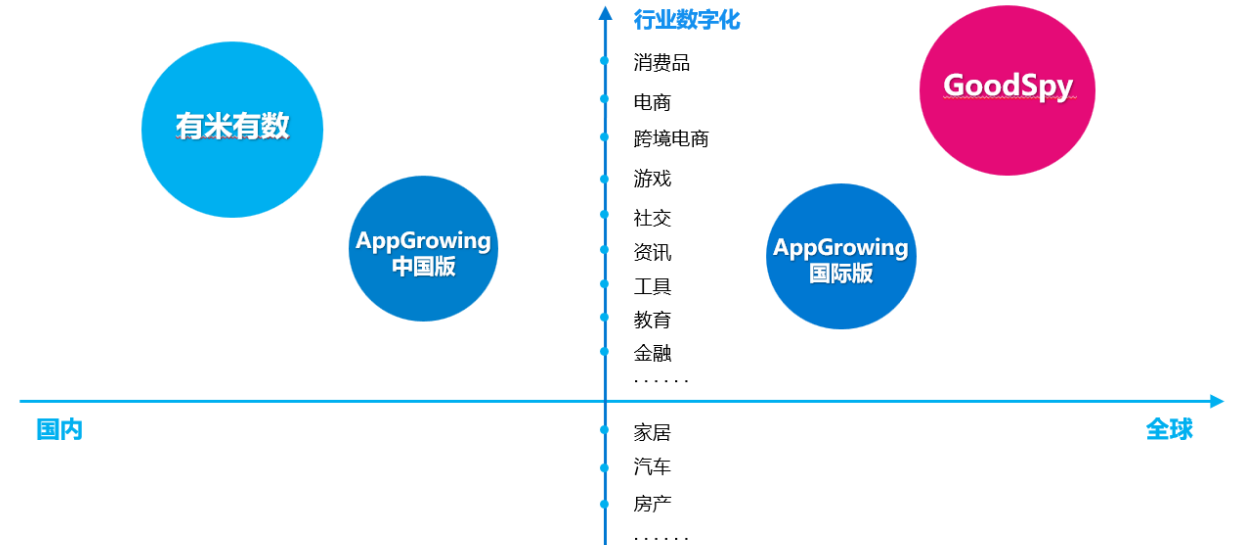 行业数字化
消费品
GoodSpy
电商
有米有数
跨境电商
游戏
社交
AppGrowing
中国版
AppGrowing
国际版
资讯
工具
教育
金融
······
国内
全球
家居
汽车
房产
······